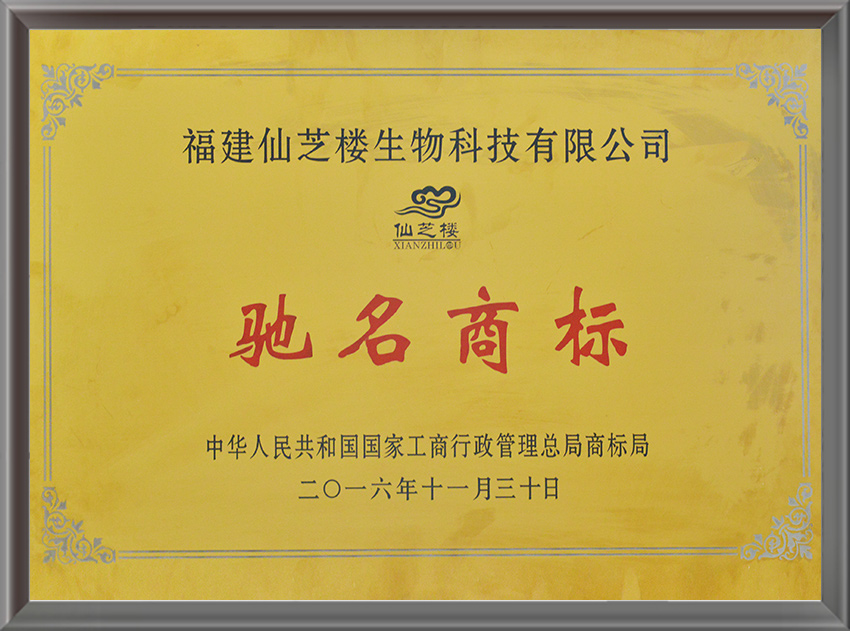 福建仙芝楼生物科技有限公司
仙芝楼
XIANZHILOU
驰名商标
中华人民共和国国家工商行政管理总局商标局
二〇一六年十一月三十日